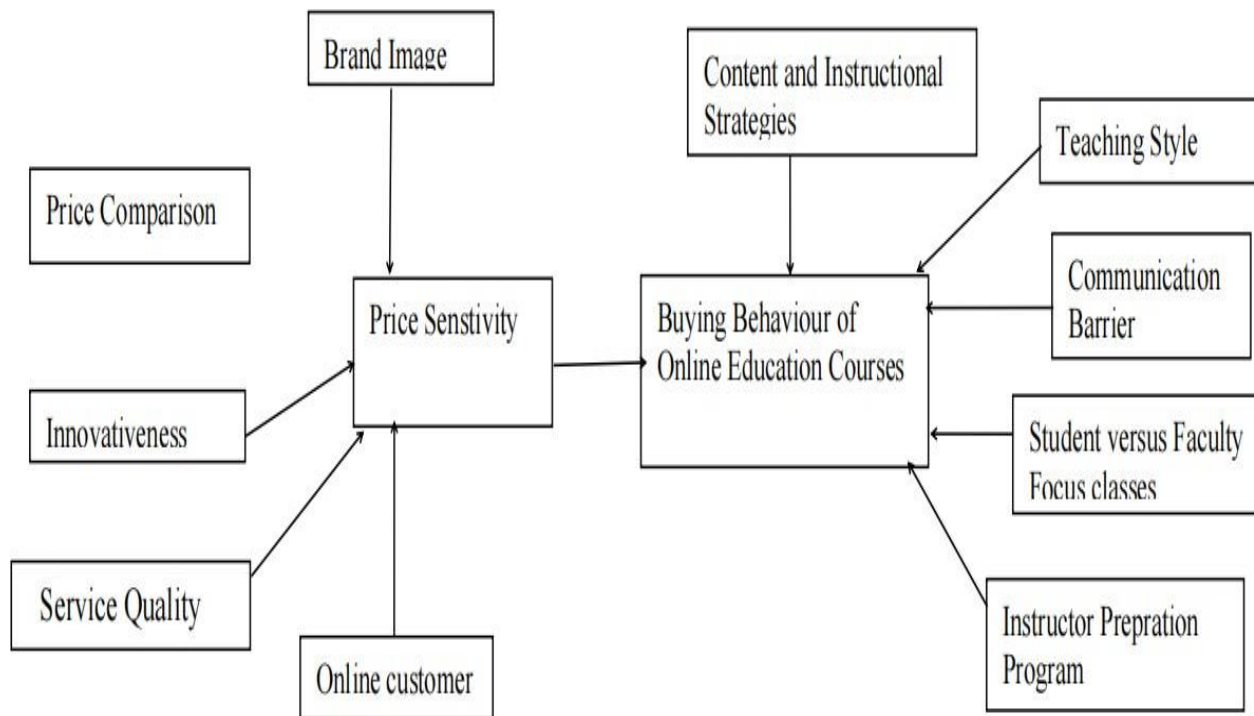 Brand Image
Content and Instructional
Strategies
Teaching Style
Price Comparison
Communication
Barrier
Price Senstivity
Buying Behaviour of
Online Education Courses
Innovativeness
Student versus Faculty
Focus classes
Service Quality
Online customer
Instructor Prepration
Program